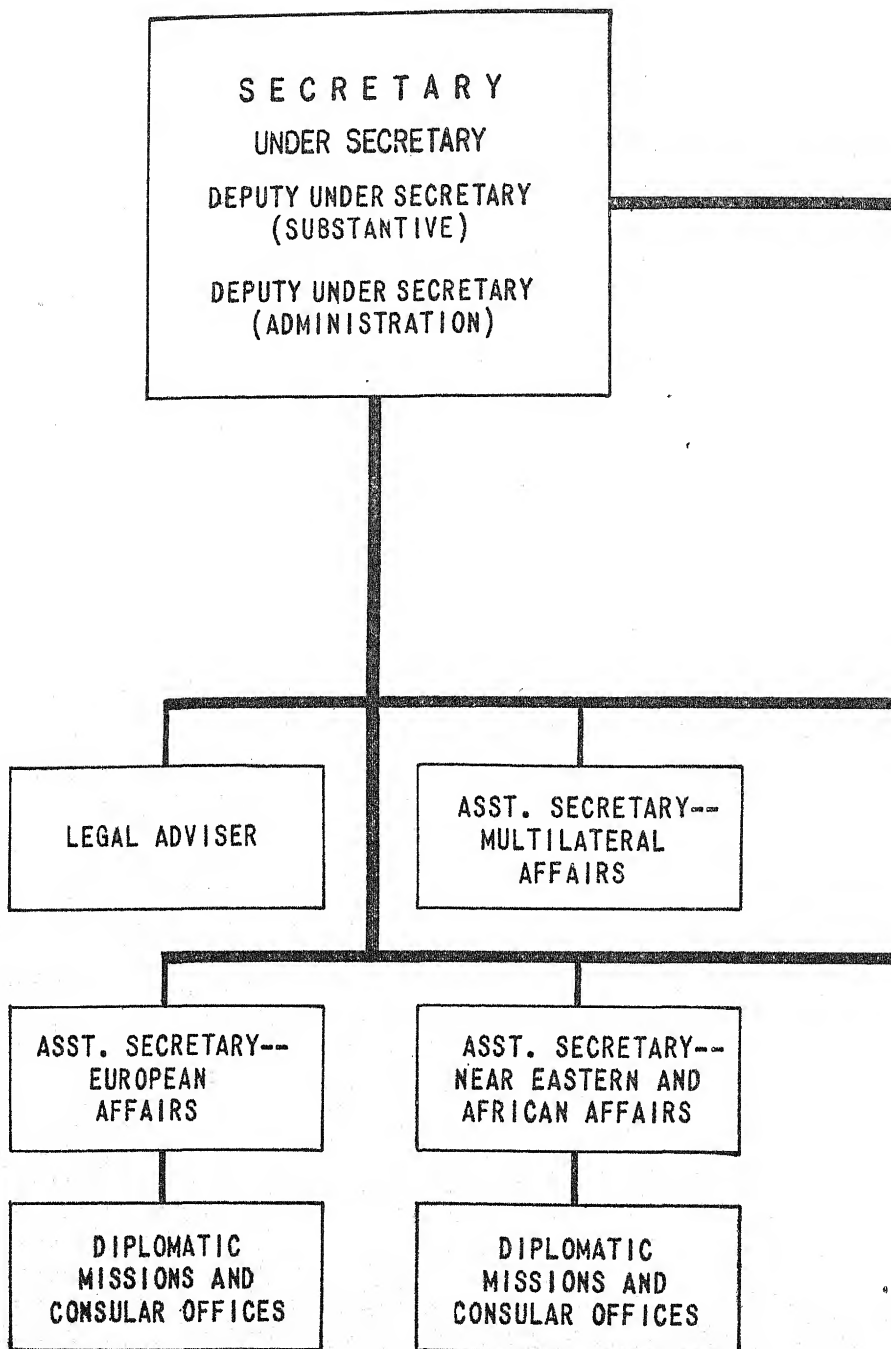 SECRETARY
UNDER SECRETARY
DEPUTY UNDER SECRETARY
(SUBSTANTIVE)
DEPUTY UNDER SECRETARY
(ADMINISTRATION)
LEGAL ADVISER
ASST. SECRETARY--
MULTILATERAL
AFFAIRS
ASST. SECRETARY--
EUROPEAN
AFFAIRS
ASST. SECRETARY--
NEAR EASTERN AND
AFRICAN AFFAIRS
DIPLOMATIC
MISSIONS AND
CONSULAR OFFICES
DIPLOMATIC
MISSIONS AND
CONSULAR OFFICES